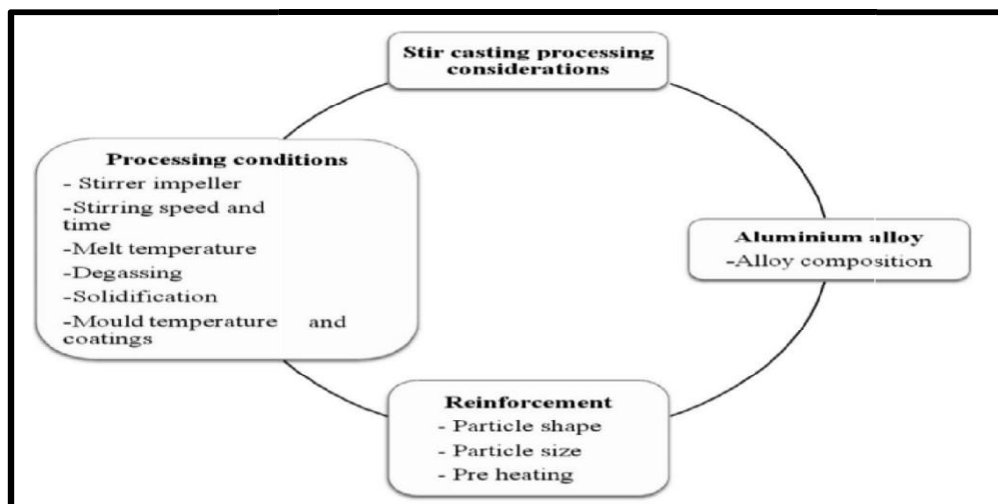 Stir casting processing
considerations
Processing conditions
- Stirrer impeller
-Stirring speed and
time
-Melt temperature
-Degassing
-Solidification
-Mould temperature and
coatings
Aluminium alloy
-Alloy composition
Reinforcement
- Particle shape
- Particle size
- Pre heating